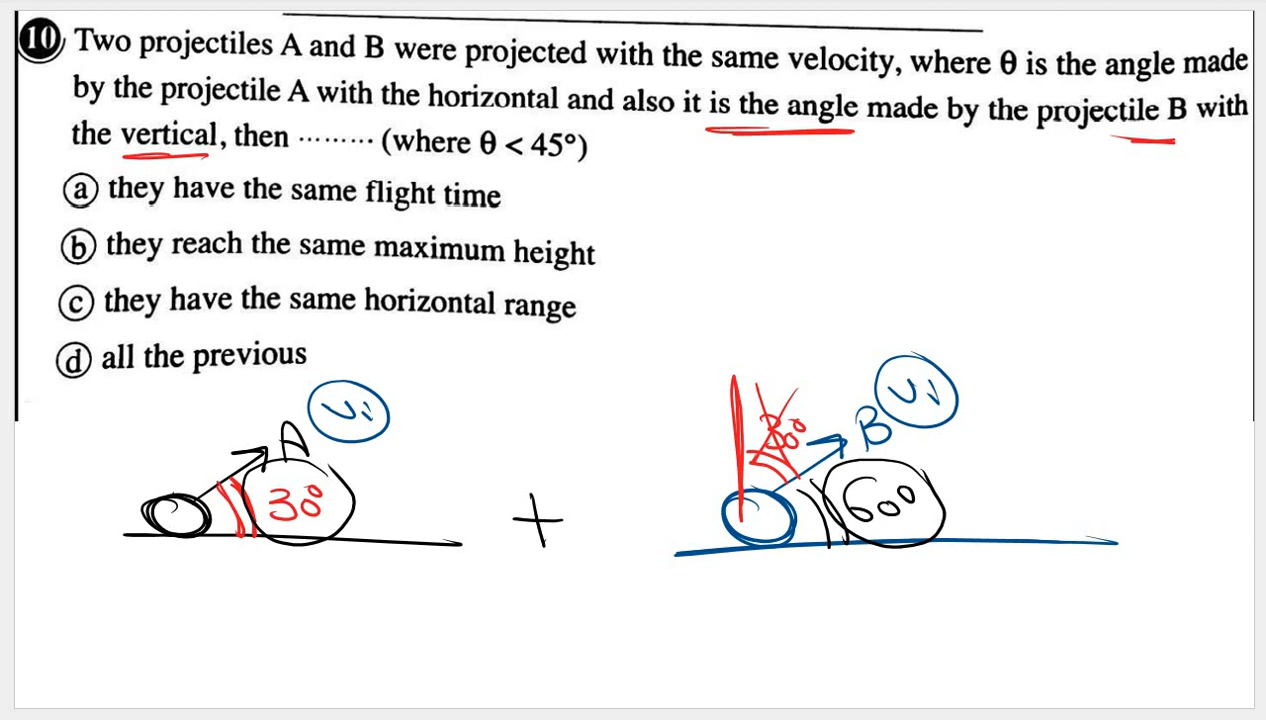 10 Two projectiles A and B were projected with the same velocity, where θ is the angle made
by the projectile A with the horizontal and also it is the angle made by the projectile B with
the vertical, then ········· (where θ < 45°)
a they have the same flight time
b they reach the same maximum height
c they have the same horizontal range
d all the previous
A Vi
B Vi
30°
+
60°